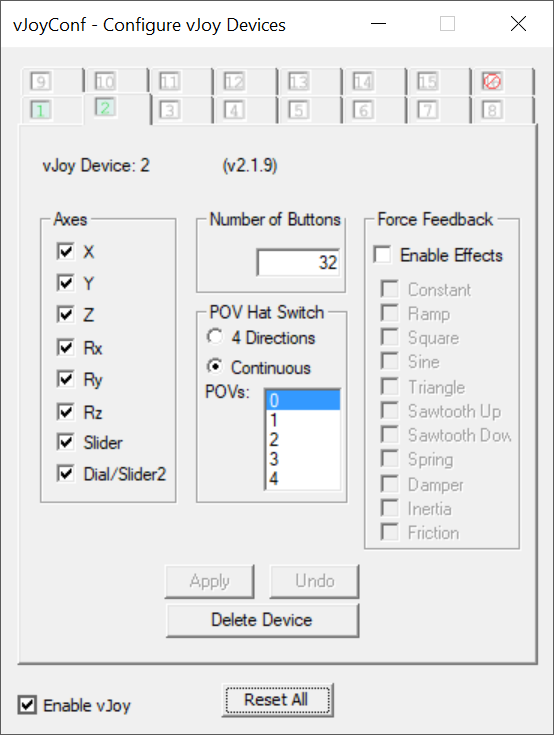 vJoyConf - Configure vJoy Devices
9 10 11 12 13 14 15 16
1 2 3 4 5 6 7 8
vJoy Device: 2 (v2.1.9)
Axes
X
Y
Z
Rx
Ry
Rz
Slider
Dial/Slider2
Number of Buttons
32
POV Hat Switch
4 Directions
Continuous
POVs:
0
1
2
3
4
Force Feedback
Enable Effects
Constant
Ramp
Square
Sine
Triangle
Sawtooth Up
Sawtooth Dow
Spring
Damper
Inertia
Friction
Apply Undo
Delete Device
Enable vJoy
Reset All